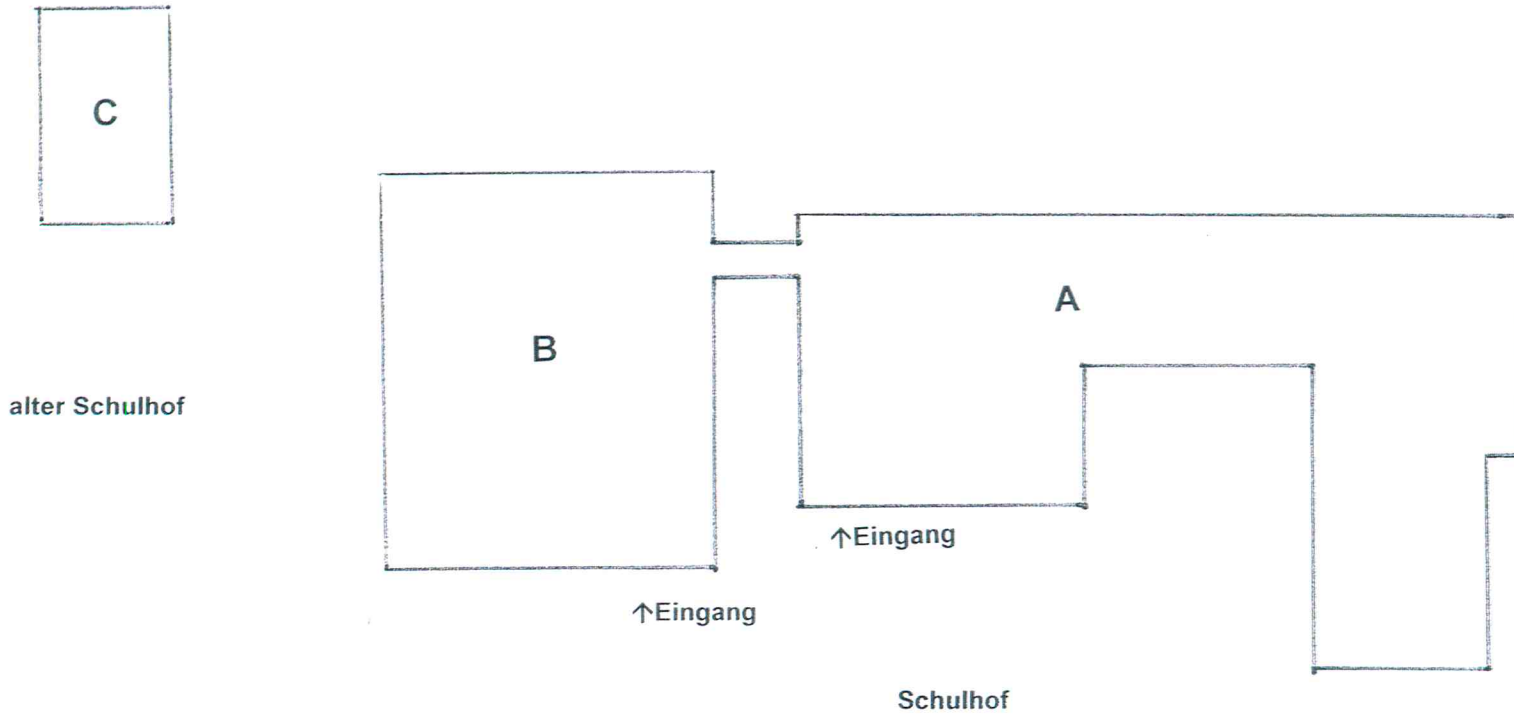 C
A
B
alter Schulhof
↑Eingang
↑Eingang
Schulhof